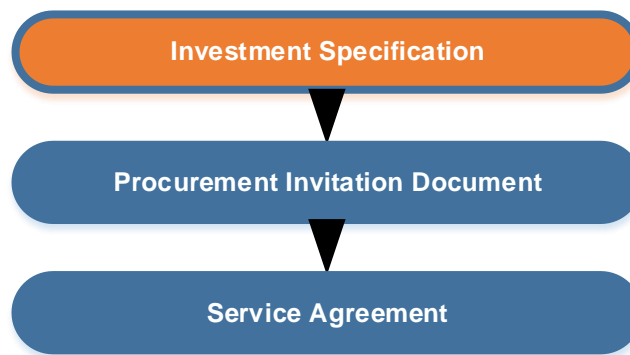 Investment Specification
Procurement Invitation Document
Service Agreement